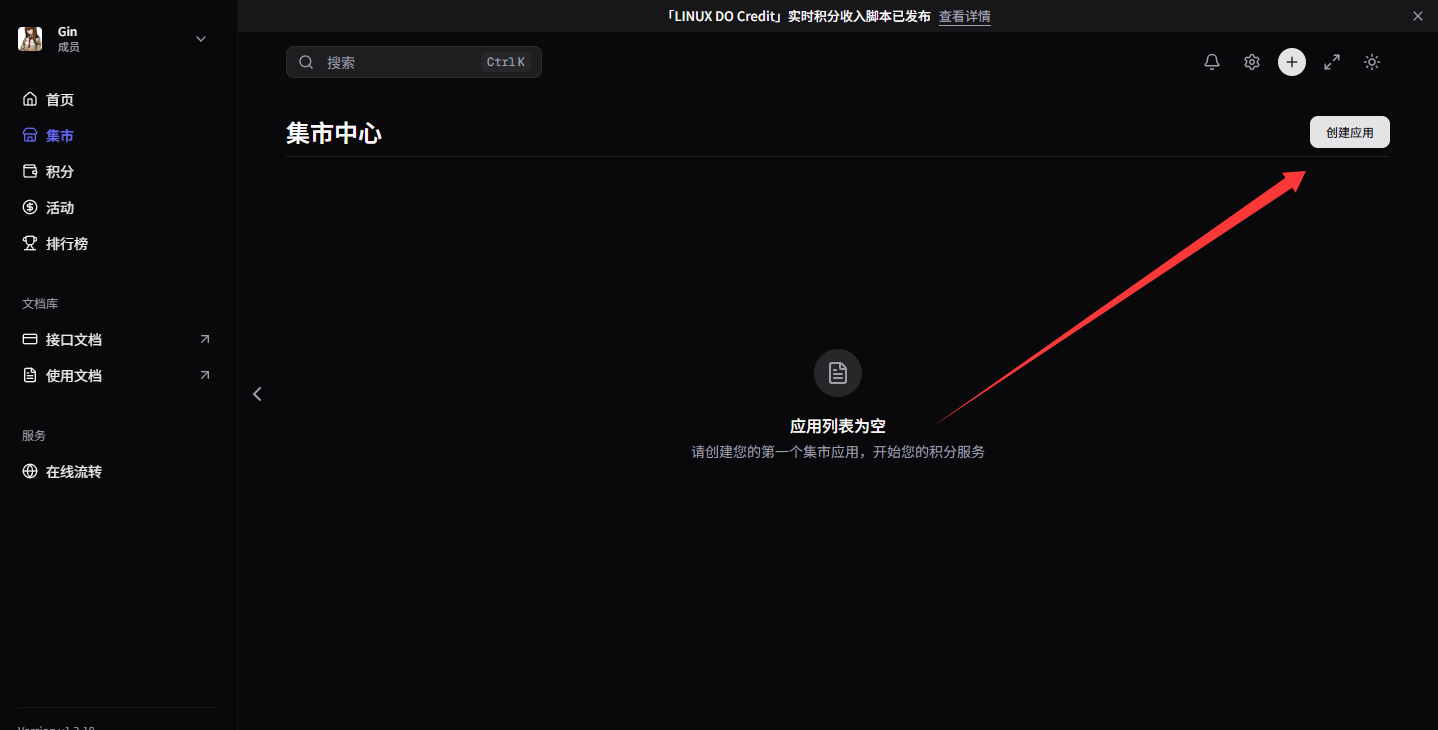 「LINUX DO Credit」实时积分收入脚本已发布 查看详情
Gin
成员
搜索 Ctrl K
首页
集市
积分
活动
排行榜
文档库
接口文档
使用文档
服务
在线流转
集市中心
创建应用
应用列表为空
请创建您的第一个集市应用，开始您的积分服务